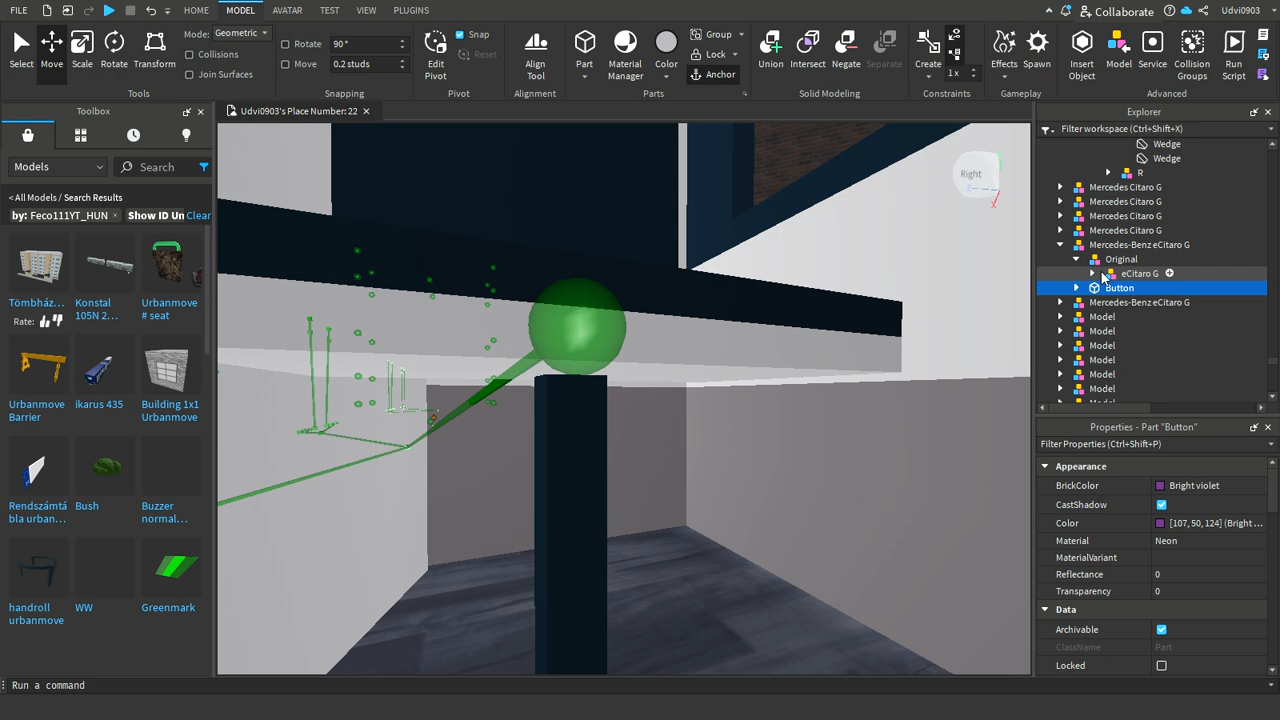 FILE HOME MODEL AVATAR TEST VIEW PLUGINS Collaborate Udvi0903
Select Move Scale Rotate Transform Mode: Geometric Collisions Join Surfaces
Tools
Rotate 90° Move 0.2 studs
Snapping
Edit Pivot Snap Reset
Pivot
Align Tool
Alignment
Part Material Manager Color Group Lock Anchor
Parts
Union Intersect Negate Separate
Solid Modeling
Create 1 x
Constraints
Effects Spawn
Gameplay
Insert Object Model Service Collision Groups Run Script
Advanced
Toolbox
Models Search
< All Models / Search Results
by: Feco111YT_HUN × Show ID Un Clear
Tömbház... Konstal 105N 2... Urbanmove # seat
Rate:
Urbanmove Barrier ikarus 435 Building 1x1 Urbanmove
Rendszámtá bla urban... Bush Buzzer normal...
handroll urbanmove WW Greenmark
Udvi0903's Place Number: 22 ×
Right
Z
X
Explorer
Filter workspace (Ctrl+Shift+X)
Wedge
Wedge
R
Mercedes Citaro G
Mercedes Citaro G
Mercedes Citaro G
Mercedes Citaro G
Mercedes-Benz eCitaro G
Original
eCitaro G
Button
Mercedes-Benz eCitaro G
Model
Model
Model
Model
Model
Model
Model
Properties - Part "Button"
Filter Properties (Ctrl+Shift+P)
Appearance
BrickColor Bright violet
CastShadow
Color [107, 50, 124] (Bright ...
Material Neon
MaterialVariant
Reflectance 0
Transparency 0
Data
Archivable
ClassName Part
Locked
Run a command